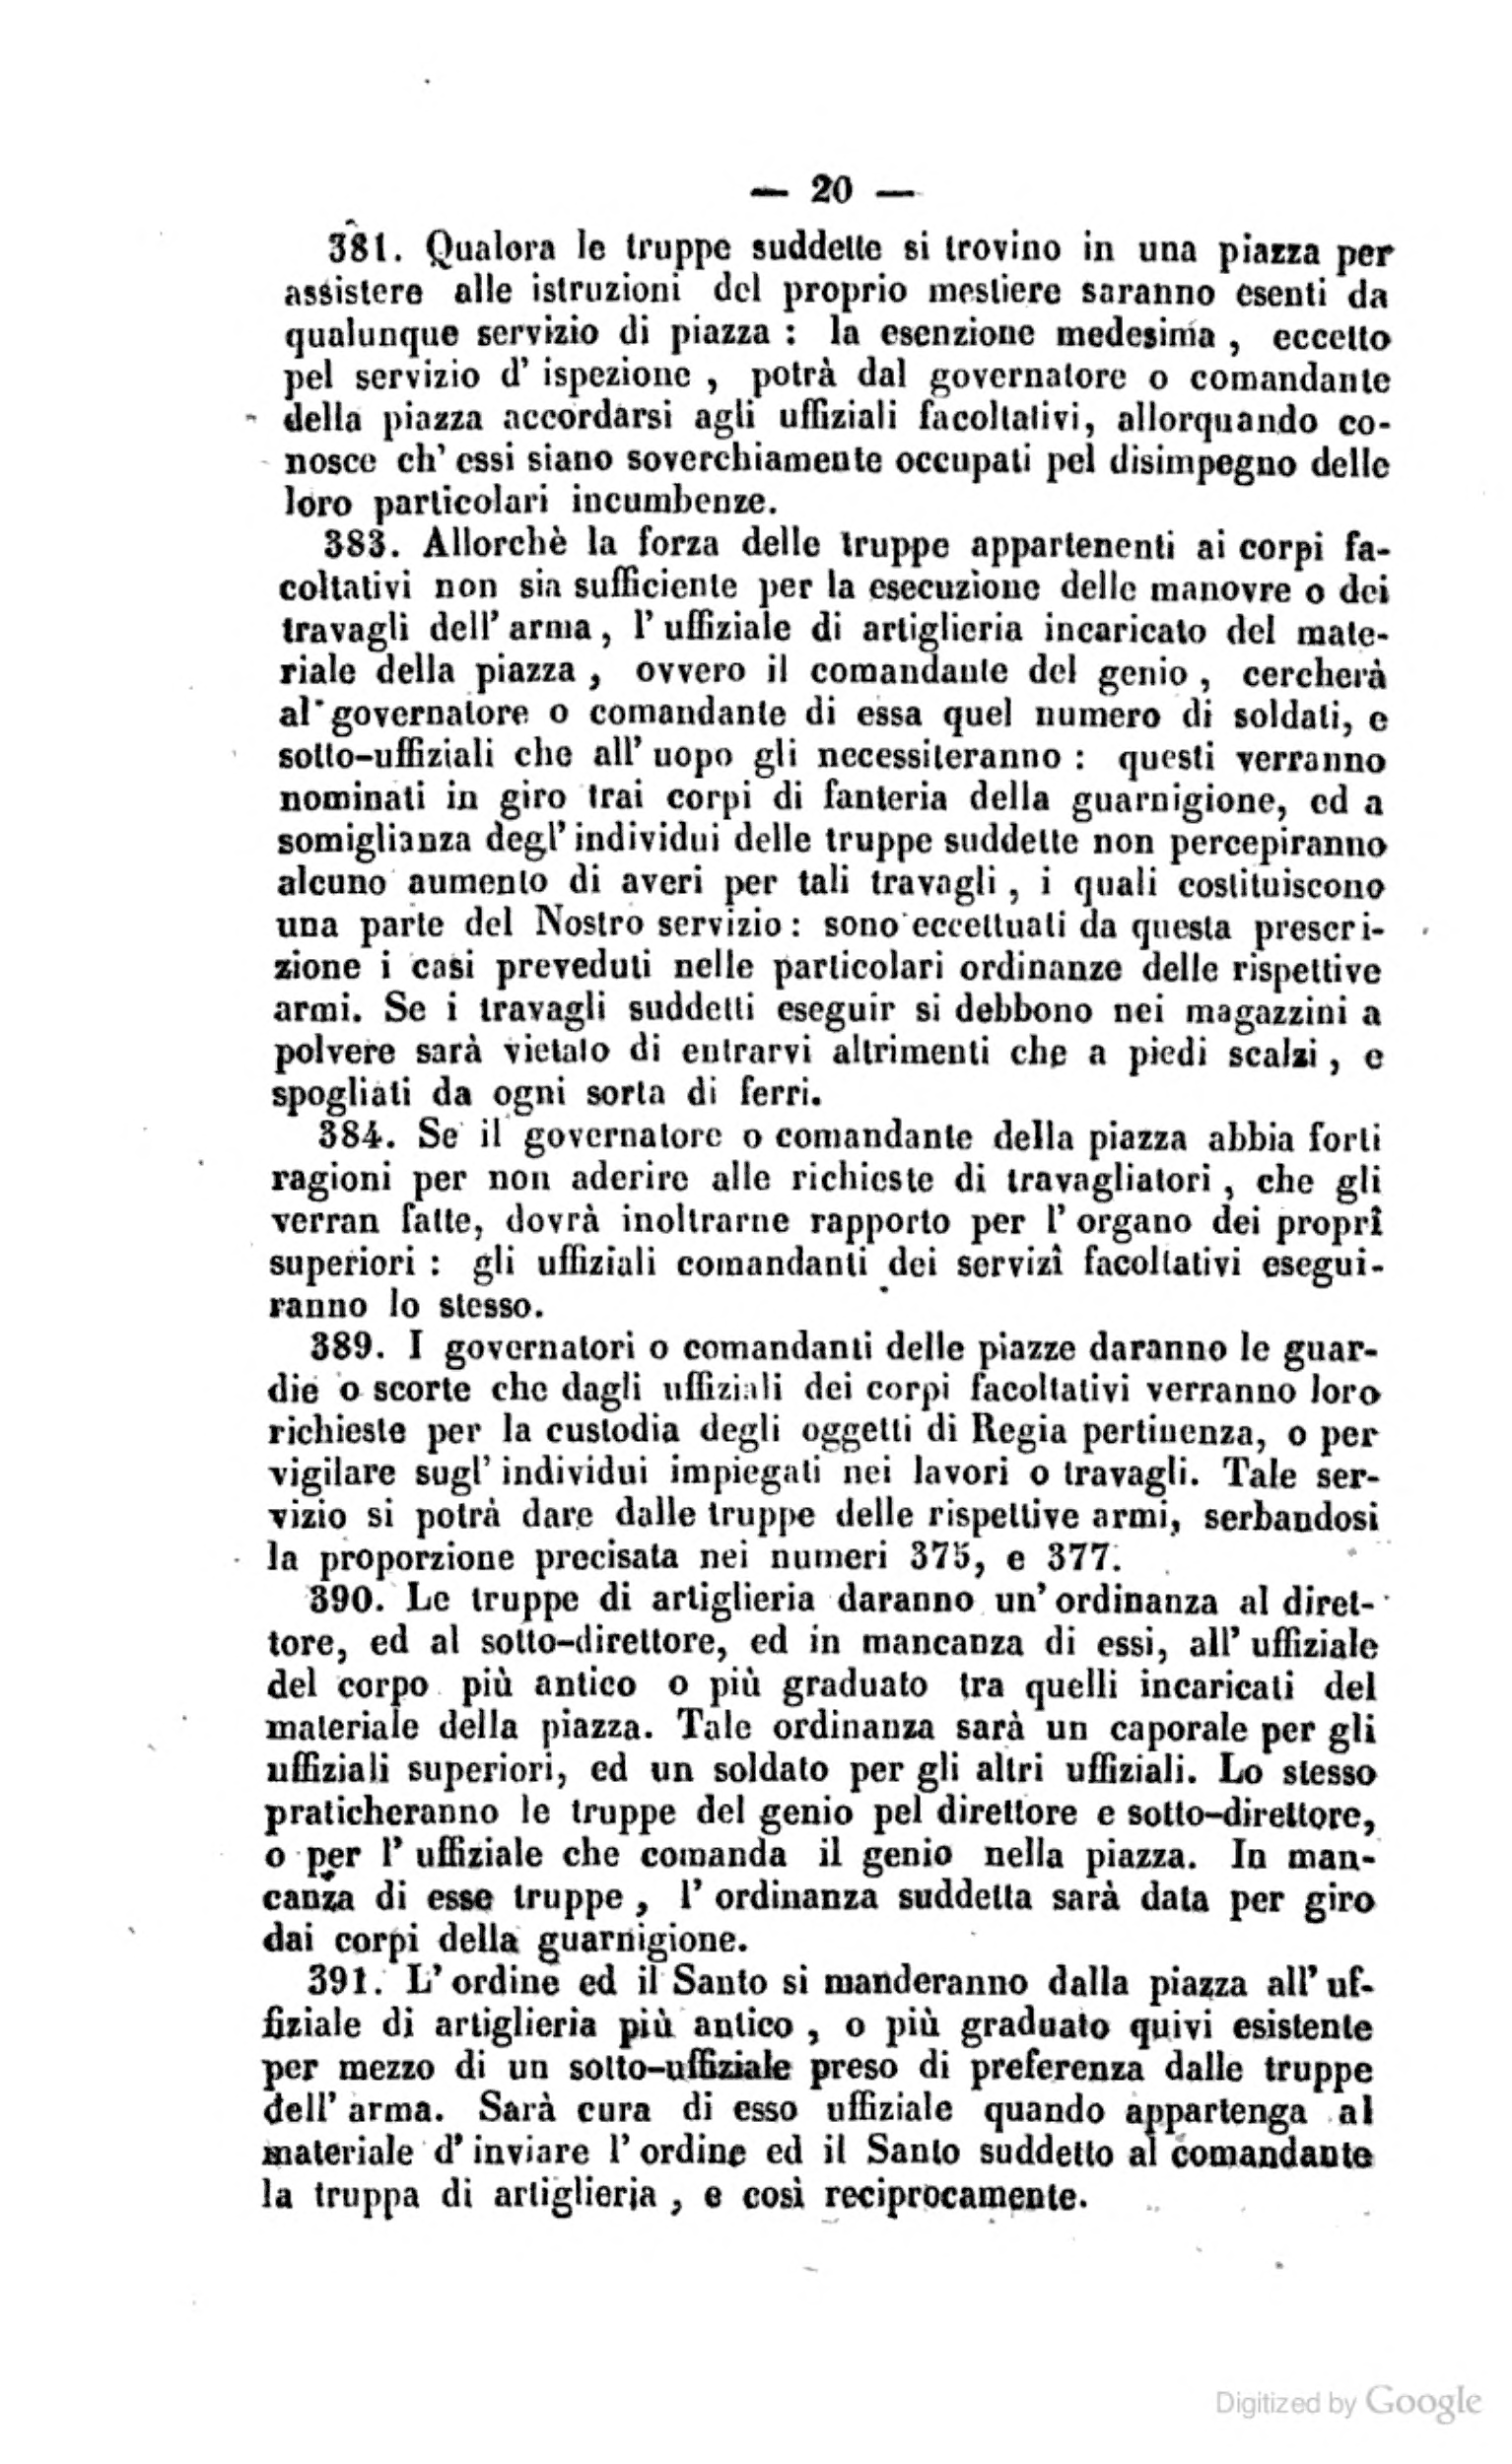 — 20 —
381. Qualora le truppe suddette si trovino in una piazza per
assistere alle istruzioni del proprio mestiere saranno esenti da
qualunque servizio di piazza : la esenzione medesima , eccetto
pel servizio d' ispezione , potrà dal governatore o comandante
della piazza accordarsi agli uffiziali facoltativi, allorquando co-
nosce ch' essi siano soverchiamente occupati pel disimpegno delle
loro particolari incumbenze.
383. Allorchè la forza delle truppe appartenenti ai corpi fa-
coltativi non sia sufficiente per la esecuzione delle manovre o dei
travagli dell' arma , l' uffiziale di artiglieria incaricato del mate-
riale della piazza , ovvero il comandante del genio , cercherà
al governatore o comandante di essa quel numero di soldati, e
sotto-uffiziali che all' uopo gli necessiteranno : questi verranno
nominati in giro trai corpi di fanteria della guarnigione, ed a
somiglianza degl' individui delle truppe suddette non percepiranno
alcuno aumento di averi per tali travagli , i quali costituiscono
una parte del Nostro servizio : sono eccettuati da questa prescri-
zione i casi preveduti nelle particolari ordinanze delle rispettive
armi. Se i travagli suddetti eseguir si debbono nei magazzini a
polvere sarà vietato di entrarvi altrimenti che a piedi scalzi , e
spogliati da ogni sorta di ferri.
384. Se il governatore o comandante della piazza abbia forti
ragioni per non aderire alle richieste di travagliatori , che gli
verran fatte, dovrà inoltrarne rapporto per l' organo dei proprî
superiori : gli uffiziali comandanti dei servizî facoltativi esegui-
ranno lo stesso.
389. I governatori o comandanti delle piazze daranno le guar-
die o scorte che dagli uffiziali dei corpi facoltativi verranno loro
richieste per la custodia degli oggetti di Regia pertinenza, o per
vigilare sugl' individui impiegati nei lavori o travagli. Tale ser-
vizio si potrà dare dalle truppe delle rispettive armi, serbandosi
la proporzione precisata nei numeri 375, e 377.
390. Le truppe di artiglieria daranno un' ordinanza al diret-
tore, ed al sotto-direttore, ed in mancanza di essi, all' uffiziale
del corpo più antico o più graduato tra quelli incaricati del
materiale della piazza. Tale ordinanza sarà un caporale per gli
uffiziali superiori, ed un soldato per gli altri uffiziali. Lo stesso
praticheranno le truppe del genio pel direttore e sotto-direttore,
o per l' uffiziale che comanda il genio nella piazza. In man-
canza di esse truppe , l' ordinanza suddetta sarà data per giro
dai corpi della guarnigione.
391. L' ordine ed il Santo si manderanno dalla piazza all' uf-
fiziale di artiglieria più antico , o più graduato quivi esistente
per mezzo di un sotto-uffiziale preso di preferenza dalle truppe
dell' arma. Sarà cura di esso uffiziale quando appartenga al
materiale d' inviare l' ordine ed il Santo suddetto al comandante
la truppa di artiglieria , e così reciprocamente.
Digitized by Google